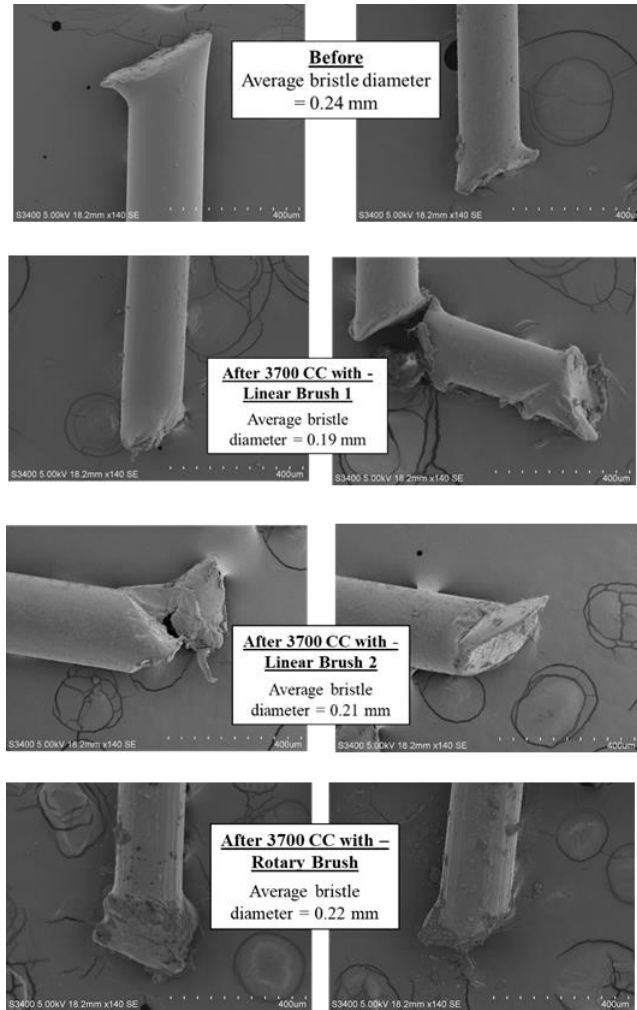 Before
Average bristle diameter
= 0.24 mm
S3400 5.00kV 18.2mm x140 SE
400um
S3400 5.00kV 18.2mm x140 SE
400um
After 3700 CC with -
Linear Brush 1
Average bristle
diameter = 0.19 mm
S3400 5.00kV 18.2mm x140 SE
400um
S3400 5.00kV 18.2mm x140 SE
400um
After 3700 CC with -
Linear Brush 2
Average bristle
diameter = 0.21 mm
S3400 5.00kV 18.2mm x140 SE
400um
S3400 5.00kV 18.2mm x140 SE
400um
After 3700 CC with –
Rotary Brush
Average bristle
diameter = 0.22 mm
S3400 5.00kV 18.2mm x140 SE
400um
S3400 5.00kV 18.2mm x140 SE
400um